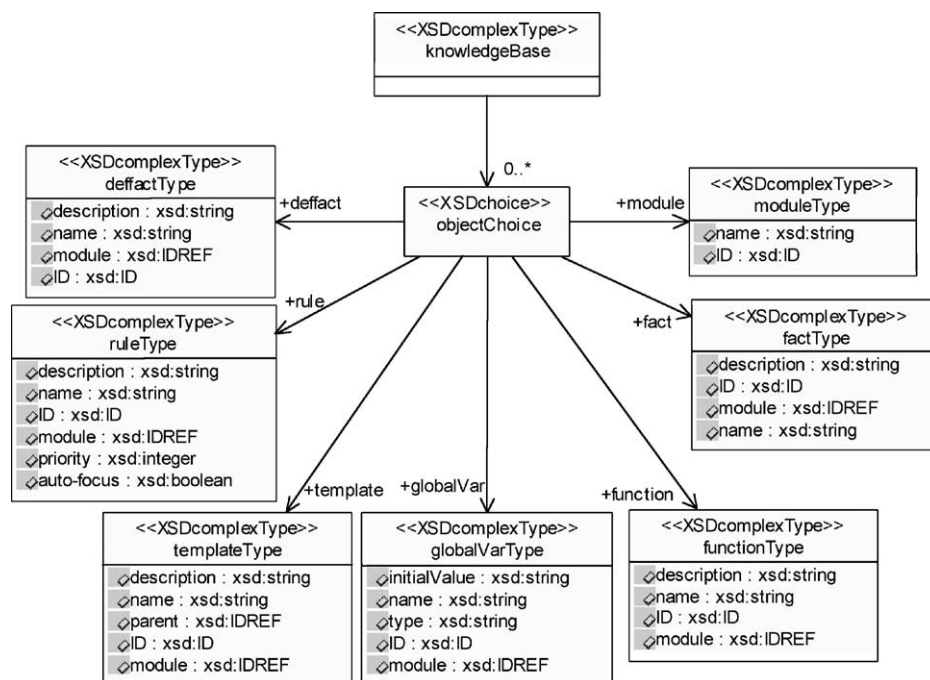 <<XSDcomplexType>>
knowledgeBase
0..*
<<XSDchoice>>
objectChoice
+deffact
<<XSDcomplexType>>
deffactType
description : xsd:string
name : xsd:string
module : xsd:IDREF
ID : xsd:ID
+module
<<XSDcomplexType>>
moduleType
name : xsd:string
ID : xsd:ID
+rule
<<XSDcomplexType>>
ruleType
description : xsd:string
name : xsd:string
ID : xsd:ID
module : xsd:IDREF
priority : xsd:integer
auto-focus : xsd:boolean
+fact
<<XSDcomplexType>>
factType
description : xsd:string
ID : xsd:ID
module : xsd:IDREF
name : xsd:string
+template
<<XSDcomplexType>>
templateType
description : xsd:string
name : xsd:string
parent : xsd:IDREF
ID : xsd:ID
module : xsd:IDREF
+globalVar
<<XSDcomplexType>>
globalVarType
initialValue : xsd:string
name : xsd:string
type : xsd:string
ID : xsd:ID
module : xsd:IDREF
+function
<<XSDcomplexType>>
functionType
description : xsd:string
name : xsd:string
ID : xsd:ID
module : xsd:IDREF